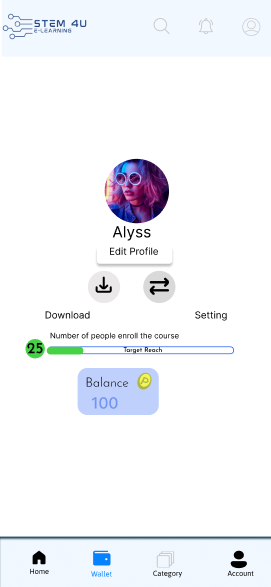 STEM 4U
E-LEARNING
Alyss
Edit Profile
Download
Setting
Number of people enroll the course
25
Target Reach
Balance
100
Home
Wallet
Category
Account